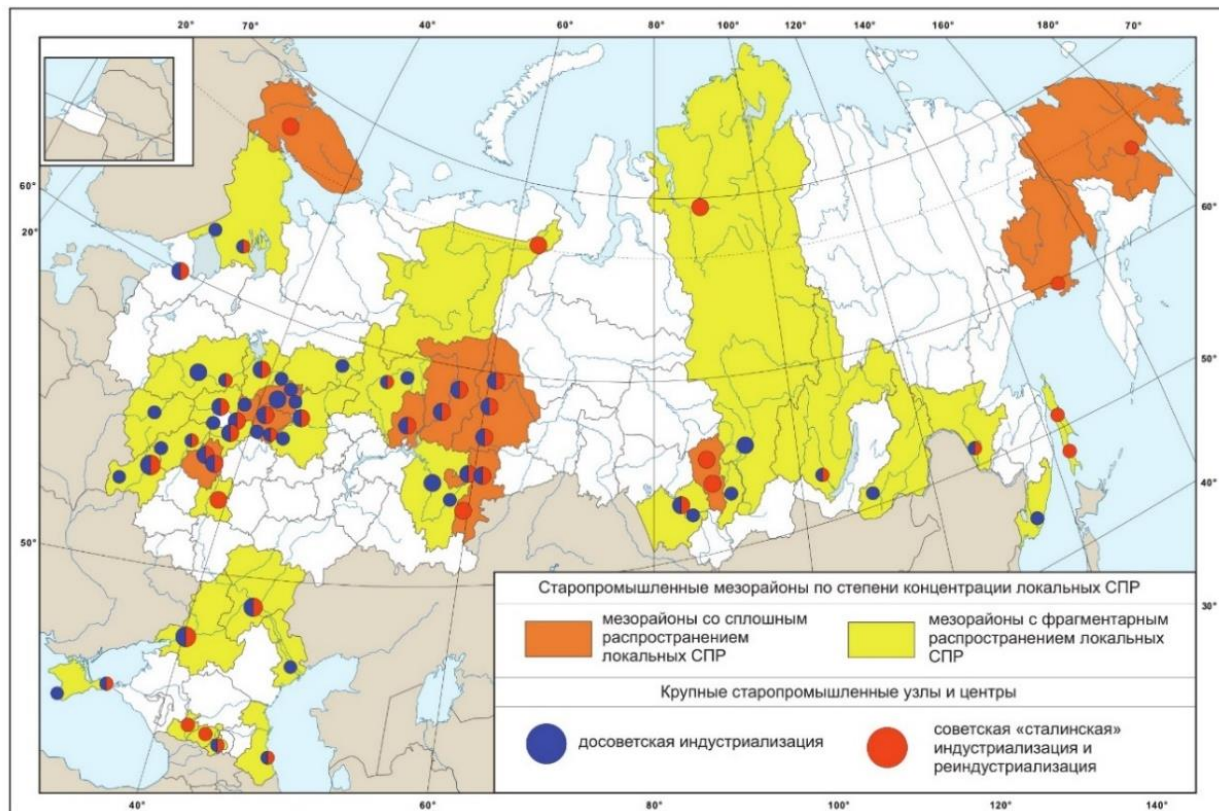 20° 70° 40° 60° 80° 100° 120° 140° 160° 180° 70°
60°
60°
20°
50°
50°
40°
30°
Старопромышленные мезорайоны по степени концентрации локальных СПР
мезорайоны со сплошным
распространением
локальных СПР
мезорайоны с фрагментарным
распространением локальных
СПР
Крупные старопромышленные узлы и центры
досоветская индустриализация
советская «сталинская»
индустриализация и
реиндустриализация
40° 60° 80° 100° 120° 140°